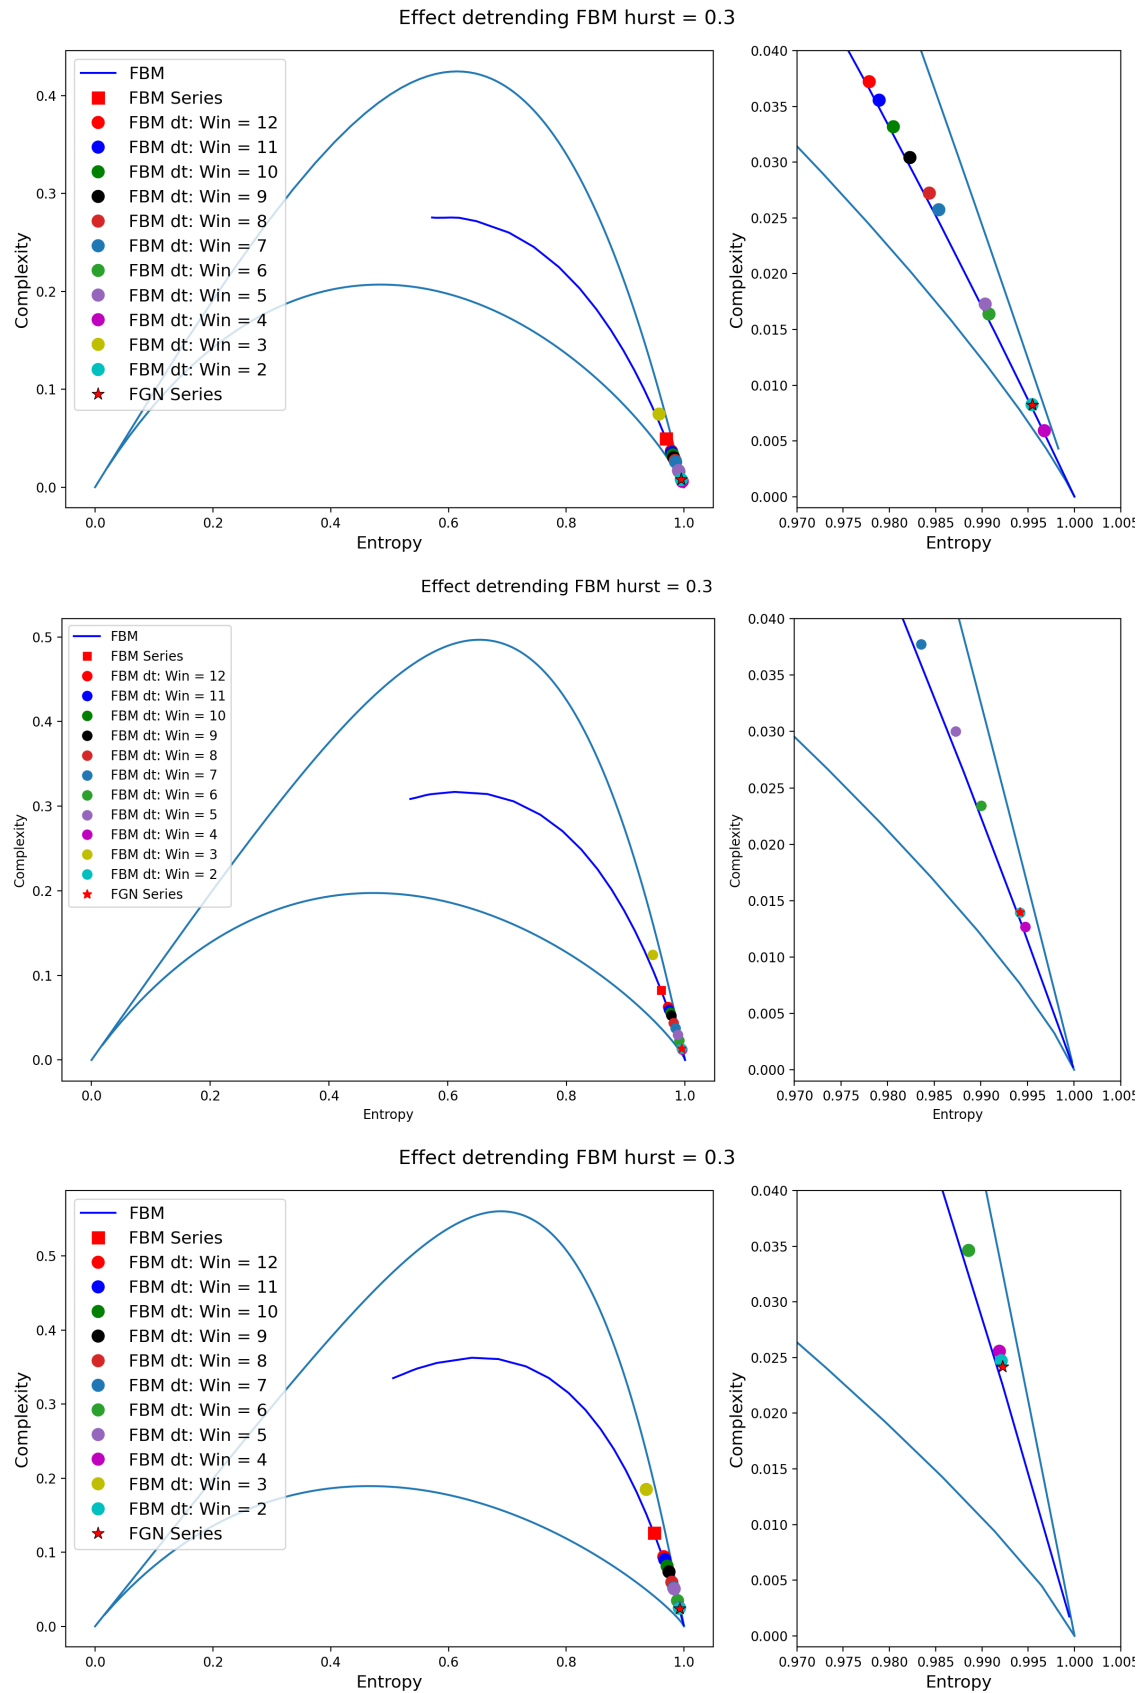 Effect detrending FBM hurst = 0.3
FBM
FBM Series
FBM dt: Win = 12
FBM dt: Win = 11
FBM dt: Win = 10
FBM dt: Win = 9
FBM dt: Win = 8
FBM dt: Win = 7
FBM dt: Win = 6
FBM dt: Win = 5
FBM dt: Win = 4
FBM dt: Win = 3
FBM dt: Win = 2
FGN Series
0.4
0.3
0.2
0.1
0.0
Complexity
0.0 0.2 0.4 0.6 0.8 1.0
Entropy
0.040
0.035
0.030
0.025
0.020
0.015
0.010
0.005
0.000
Complexity
0.970 0.975 0.980 0.985 0.990 0.995 1.000 1.005
Entropy
Effect detrending FBM hurst = 0.3
FBM
FBM Series
FBM dt: Win = 12
FBM dt: Win = 11
FBM dt: Win = 10
FBM dt: Win = 9
FBM dt: Win = 8
FBM dt: Win = 7
FBM dt: Win = 6
FBM dt: Win = 5
FBM dt: Win = 4
FBM dt: Win = 3
FBM dt: Win = 2
FGN Series
0.5
0.4
0.3
0.2
0.1
0.0
Complexity
0.0 0.2 0.4 0.6 0.8 1.0
Entropy
0.040
0.035
0.030
0.025
0.020
0.015
0.010
0.005
0.000
Complexity
0.970 0.975 0.980 0.985 0.990 0.995 1.000 1.005
Entropy
Effect detrending FBM hurst = 0.3
FBM
FBM Series
FBM dt: Win = 12
FBM dt: Win = 11
FBM dt: Win = 10
FBM dt: Win = 9
FBM dt: Win = 8
FBM dt: Win = 7
FBM dt: Win = 6
FBM dt: Win = 5
FBM dt: Win = 4
FBM dt: Win = 3
FBM dt: Win = 2
FGN Series
0.5
0.4
0.3
0.2
0.1
0.0
Complexity
0.0 0.2 0.4 0.6 0.8 1.0
Entropy
0.040
0.035
0.030
0.025
0.020
0.015
0.010
0.005
0.000
Complexity
0.970 0.975 0.980 0.985 0.990 0.995 1.000 1.005
Entropy